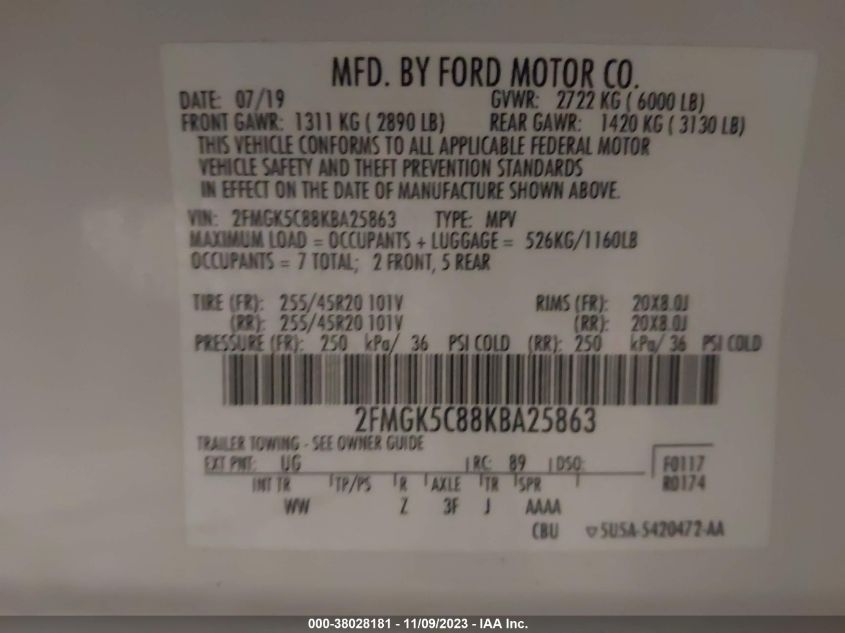 MFD. BY FORD MOTOR CO.
DATE: 07/19 GVWR: 2722 KG ( 6000 LB)
FRONT GAWR: 1311 KG ( 2890 LB) REAR GAWR: 1420 KG ( 3130 LB)
THIS VEHICLE CONFORMS TO ALL APPLICABLE FEDERAL MOTOR
VEHICLE SAFETY AND THEFT PREVENTION STANDARDS
IN EFFECT ON THE DATE OF MANUFACTURE SHOWN ABOVE.
VIN: 2FMGK5C88KBA25863 TYPE: MPV
MAXIMUM LOAD = OCCUPANTS + LUGGAGE = 526KG/1160LB
OCCUPANTS = 7 TOTAL; 2 FRONT, 5 REAR
TIRE (FR): 255/45R20 101V RIMS (FR): 20X8.0J
(RR): 255/45R20 101V (RR): 20X8.0J
PRESSURE (FR): 250 kPa/ 36 PSI COLD (RR): 250 kPa/ 36 PSI COLD
2FMGK5C88KBA25863
TRAILER TOWING - SEE OWNER GUIDE
EXT PNT: UG RC: 89 DSO: F0117
INT TR TP/PS R AXLE TR SPR R0174
WW Z 3F J AAAA
CBU 5U5A-5420472-AA
000-38028181 - 11/09/2023 - IAA Inc.